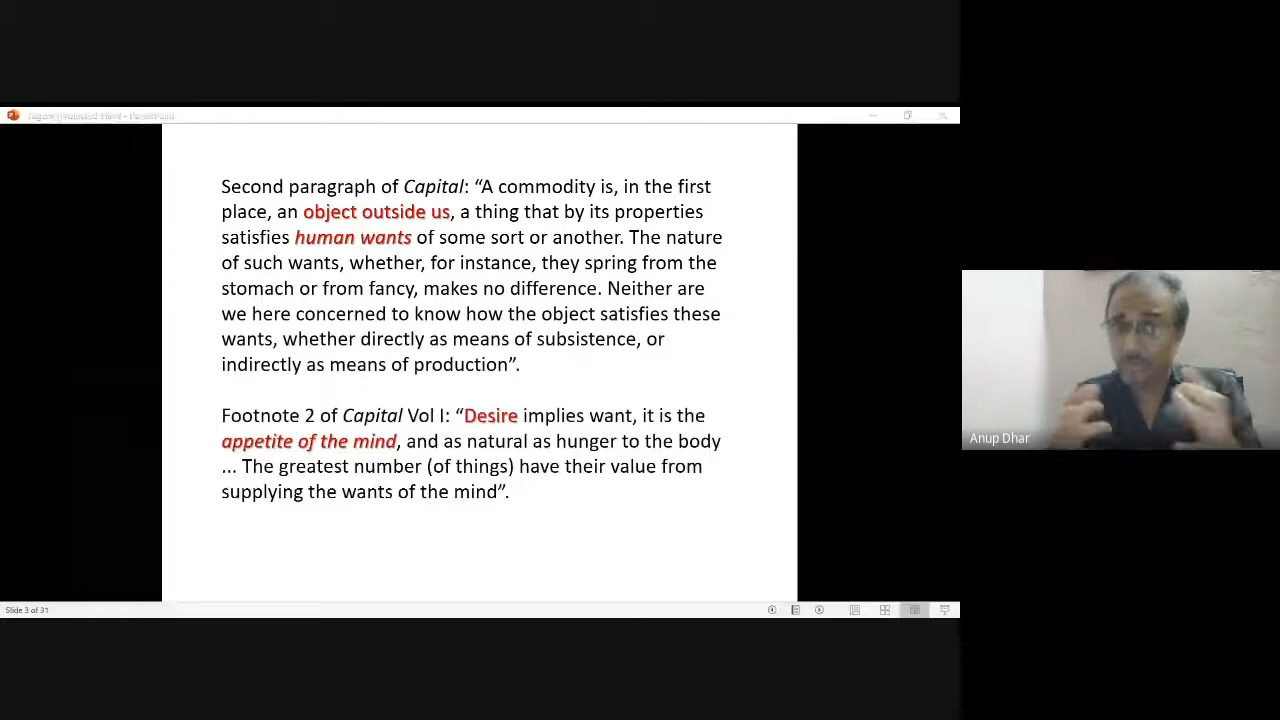 Second paragraph of Capital: “A commodity is, in the first
place, an object outside us, a thing that by its properties
satisfies human wants of some sort or another. The nature
of such wants, whether, for instance, they spring from the
stomach or from fancy, makes no difference. Neither are
we here concerned to know how the object satisfies these
wants, whether directly as means of subsistence, or
indirectly as means of production”.
Footnote 2 of Capital Vol I: “Desire implies want, it is the
appetite of the mind, and as natural as hunger to the body
... The greatest number (of things) have their value from
supplying the wants of the mind”.
Anup Dhar
Slide 3 of 31